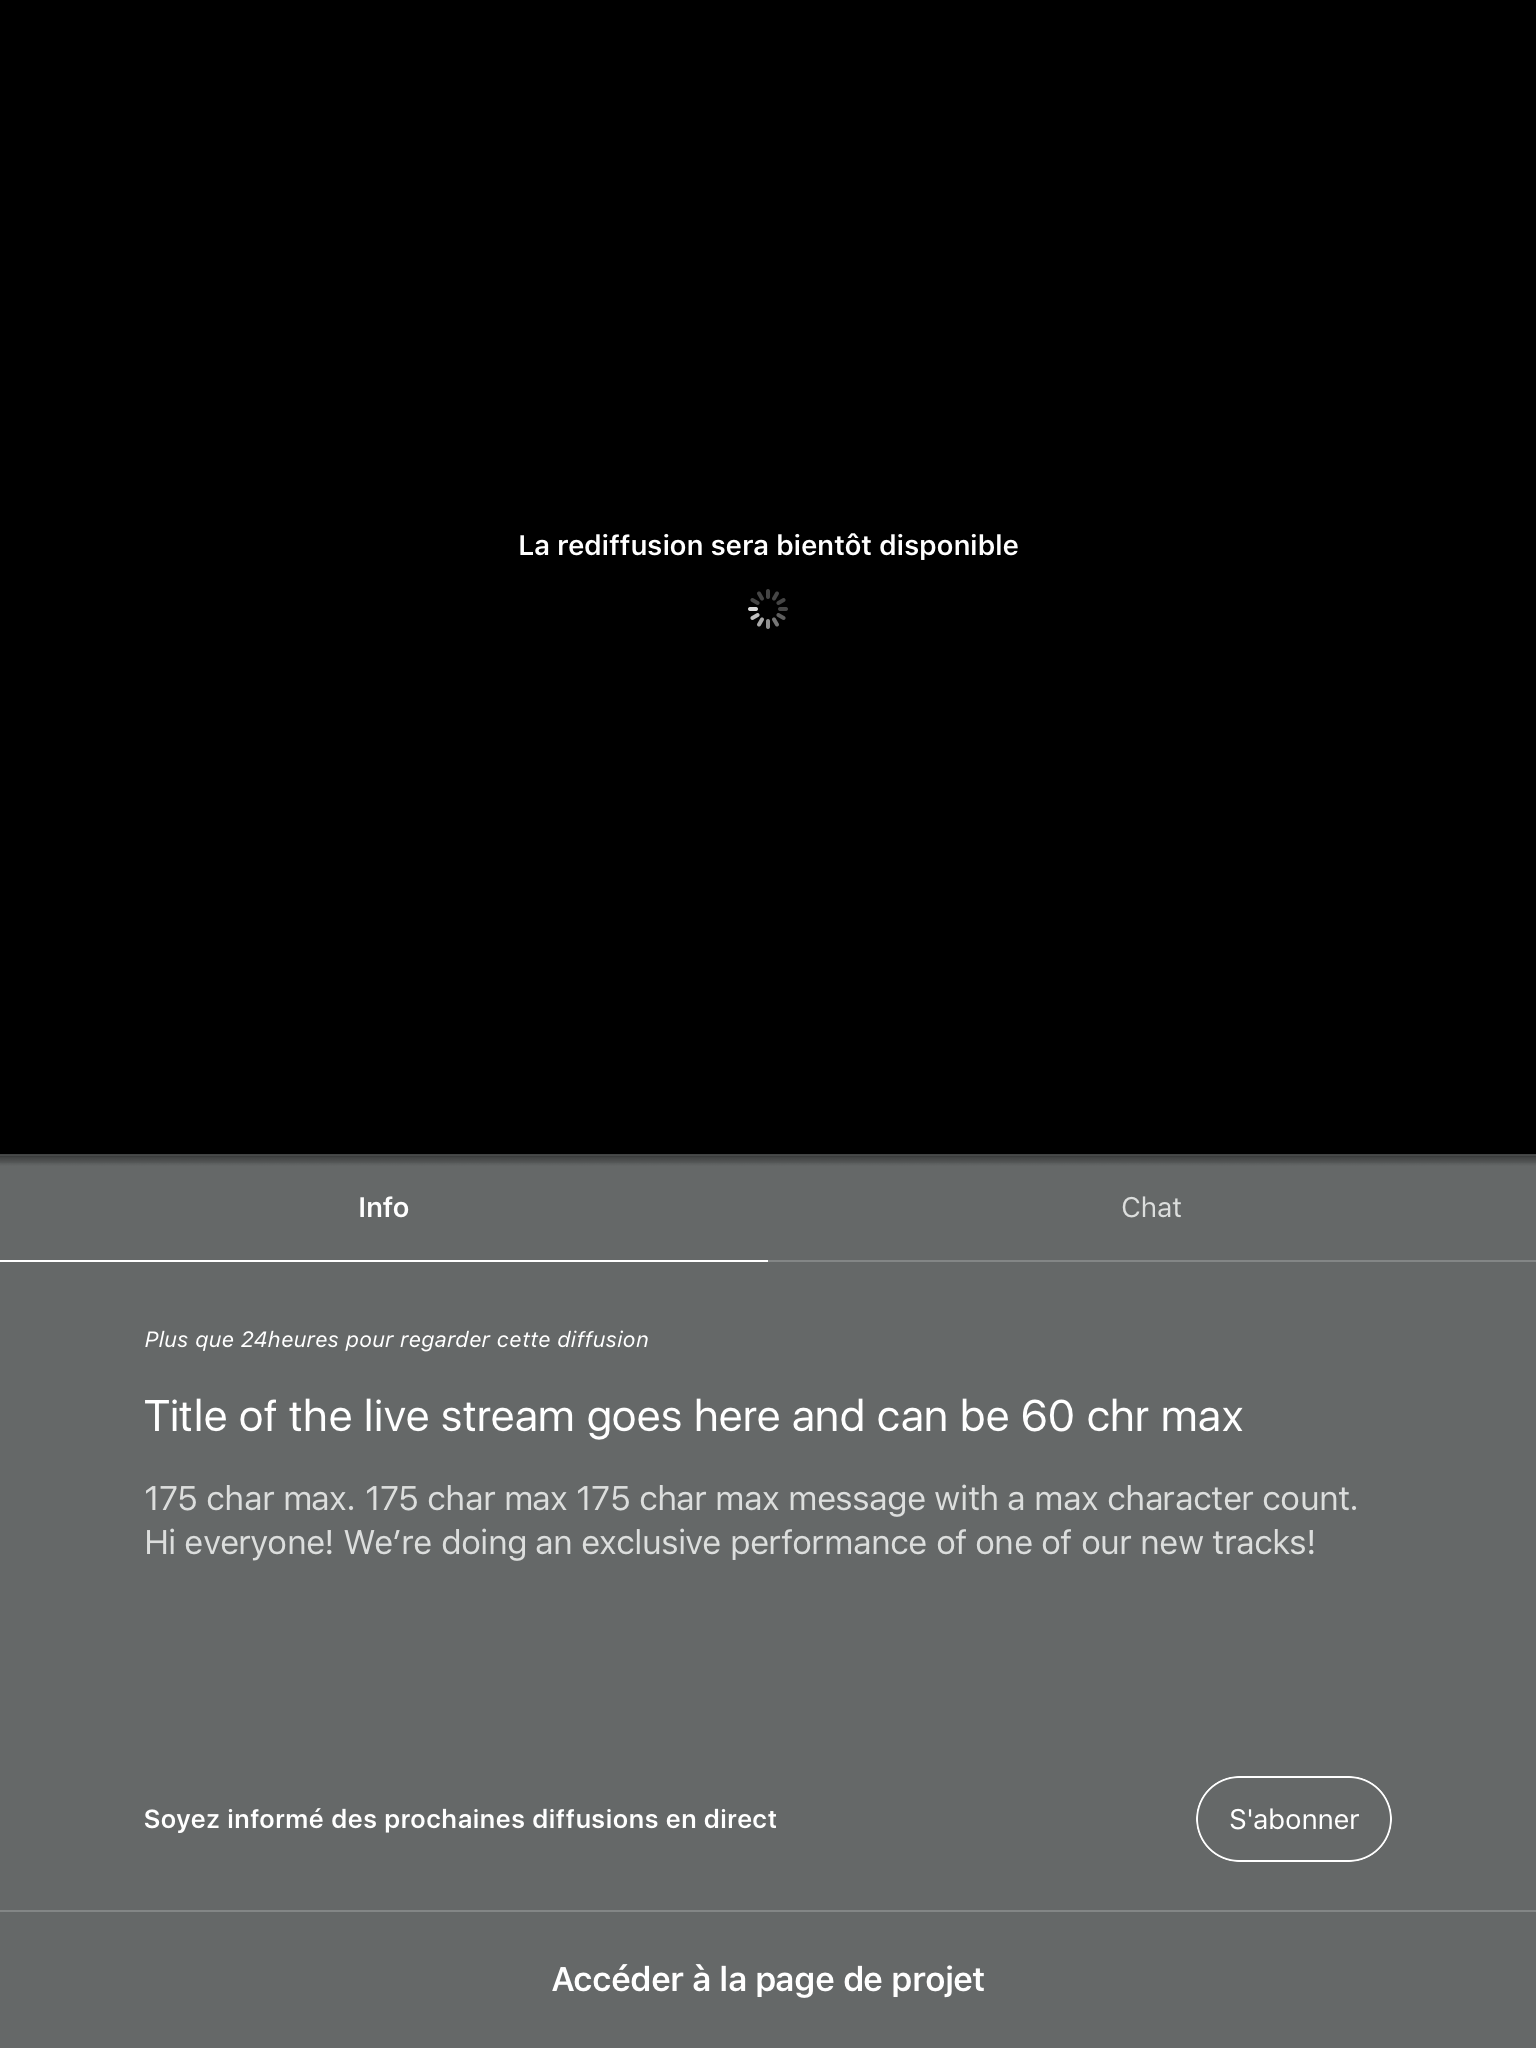 La rediffusion sera bientôt disponible
Info
Chat
Plus que 24heures pour regarder cette diffusion
Title of the live stream goes here and can be 60 chr max
175 char max. 175 char max 175 char max message with a max character count.
Hi everyone! We’re doing an exclusive performance of one of our new tracks!
Soyez informé des prochaines diffusions en direct
S'abonner
Accéder à la page de projet